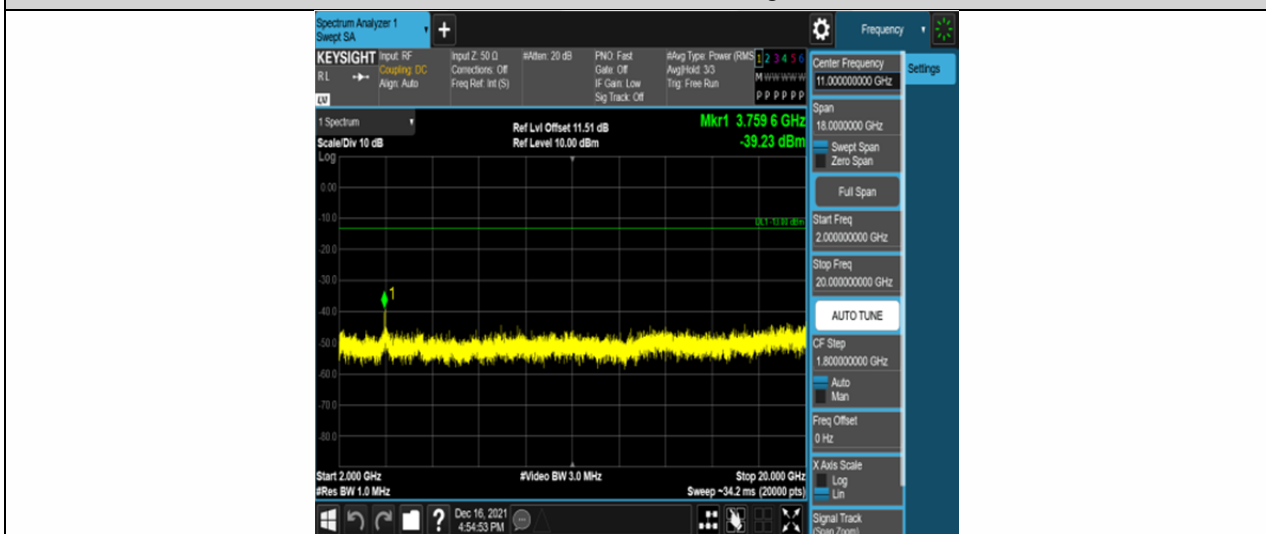 Spectrum Analyzer 1
Swept SA
+
Frequency
KEYSIGHT
RL
LW
Input: RF
Coupling: DC
Align: Auto
Input Z: 50 Ω
Corrections: Off
Freq Ref: Int (S)
#Atten: 20 dB
PNO: Fast
Gate: Off
IF Gain: Low
Sig Track: Off
#Avg Type: Power (RMS
Avg|Hold: 3/3
Trig: Free Run
1 2 3 4 5 6
M W W W W W
P P P P P P
1 Spectrum
Scale/Div 10 dB
Log
Ref Lvl Offset 11.51 dB
Ref Level 10.00 dBm
Mkr1 3.759 6 GHz
-39.23 dBm
0.00
-10.0
-20.0
-30.0
-40.0
-50.0
-60.0
-70.0
-80.0
DL1 -13.00 dBm
1
Start 2.000 GHz
#Res BW 1.0 MHz
#Video BW 3.0 MHz
Stop 20.000 GHz
Sweep ~34.2 ms (20000 pts)
?
Dec 16, 2021
4:54:53 PM
Center Frequency
11.000000000 GHz
Settings
Span
18.0000000 GHz
Swept Span
Zero Span
Full Span
Start Freq
2.000000000 GHz
Stop Freq
20.000000000 GHz
AUTO TUNE
CF Step
1.800000000 GHz
Auto
Man
Freq Offset
0 Hz
X Axis Scale
Log
Lin
Signal Track
(Span Zoom)